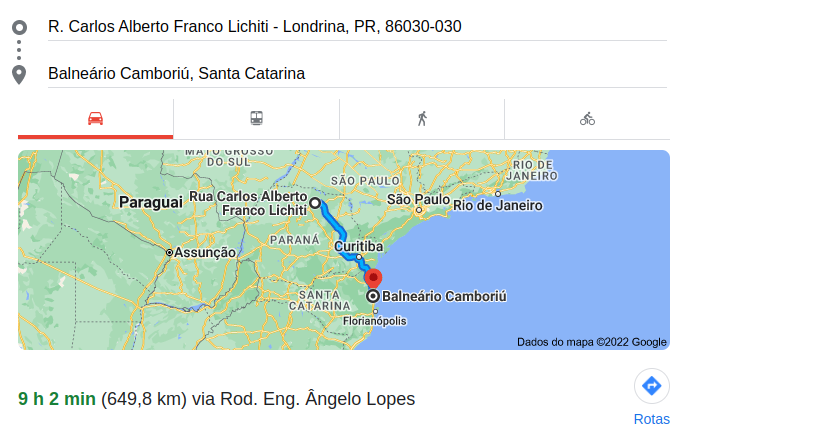 R. Carlos Alberto Franco Lichiti - Londrina, PR, 86030-030
Balneário Camboriú, Santa Catarina
MATO GROSSO
DO SUL
RIO DE
JANEIRO
SÃO PAULO
Paraguai
Rua Carlos Alberto
Franco Lichiti
São Paulo
Rio de Janeiro
PARANÁ
Curitiba
Assunção
SANTA
CATARINA
Balneário Camboriú
Florianópolis
Dados do mapa ©2022 Google
9 h 2 min (649,8 km) via Rod. Eng. Ângelo Lopes
Rotas